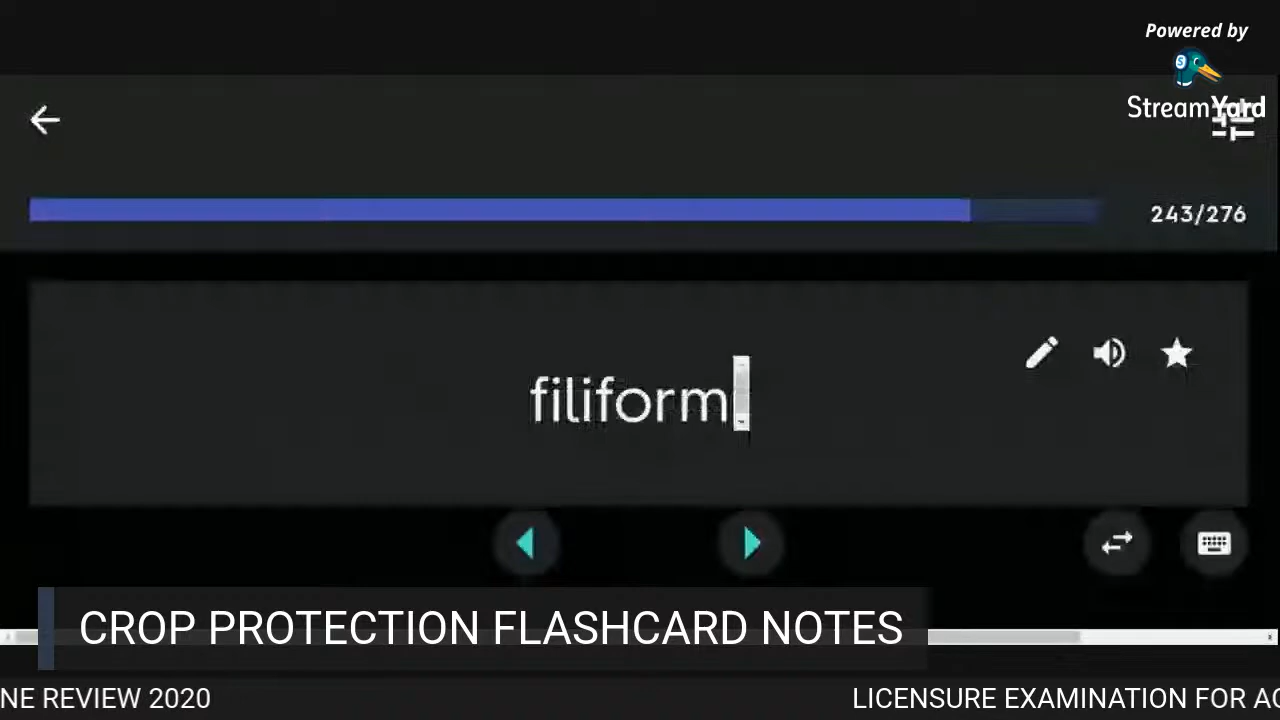 Powered by
StreamYard
243/276
filiform
CROP PROTECTION FLASHCARD NOTES
NE REVIEW 2020
LICENSURE EXAMINATION FOR AG